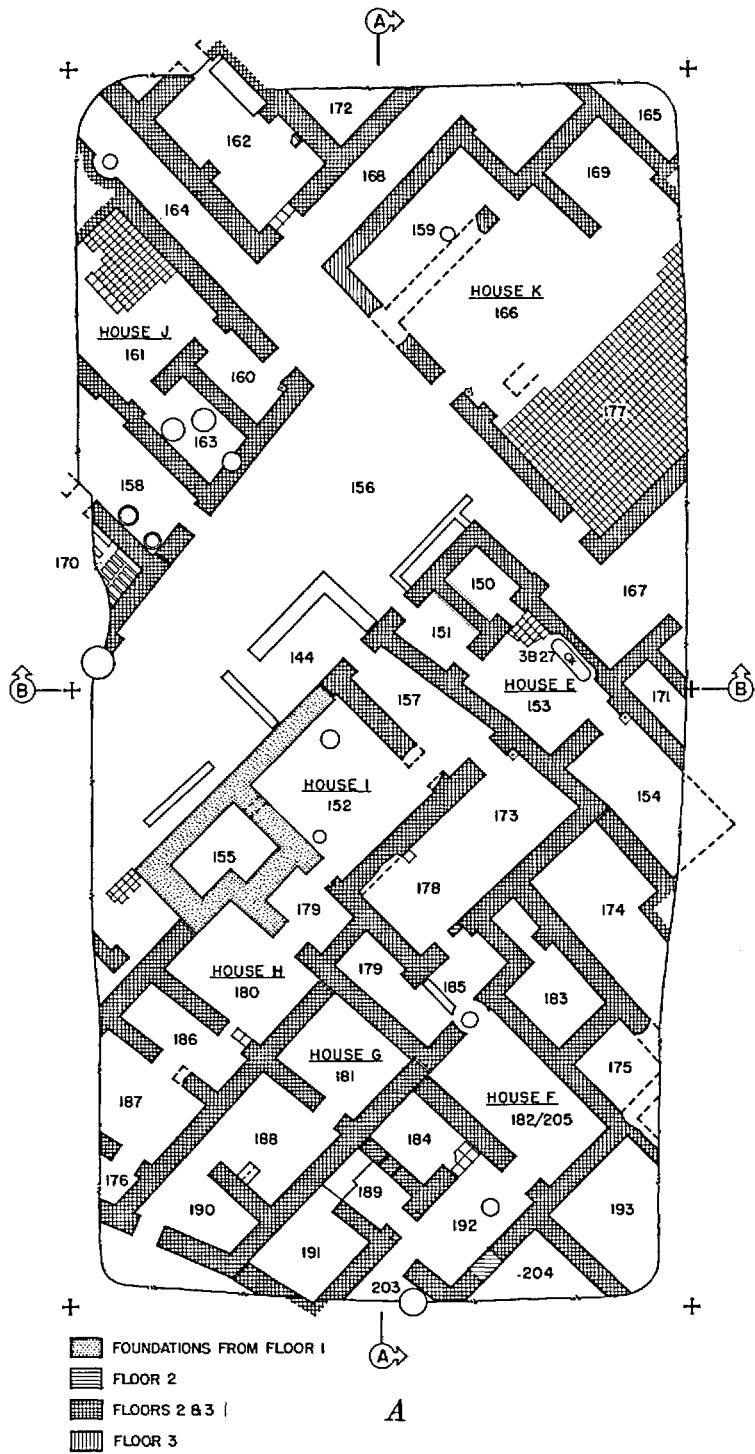 A
172
165
162
168
169
164
159
HOUSE K
166
HOUSE J
161
160
177
163
158
156
170
150
167
151
3B27
144
HOUSE E
153
171
B
B
157
HOUSE I
152
154
173
155
178
174
179
HOUSE H
180
179
185
183
186
HOUSE G
181
175
187
HOUSE F
182/205
188
184
176
189
190
192
193
191
203
204
A
FOUNDATIONS FROM FLOOR 1
FLOOR 2
FLOORS 2 & 3
FLOOR 3
A